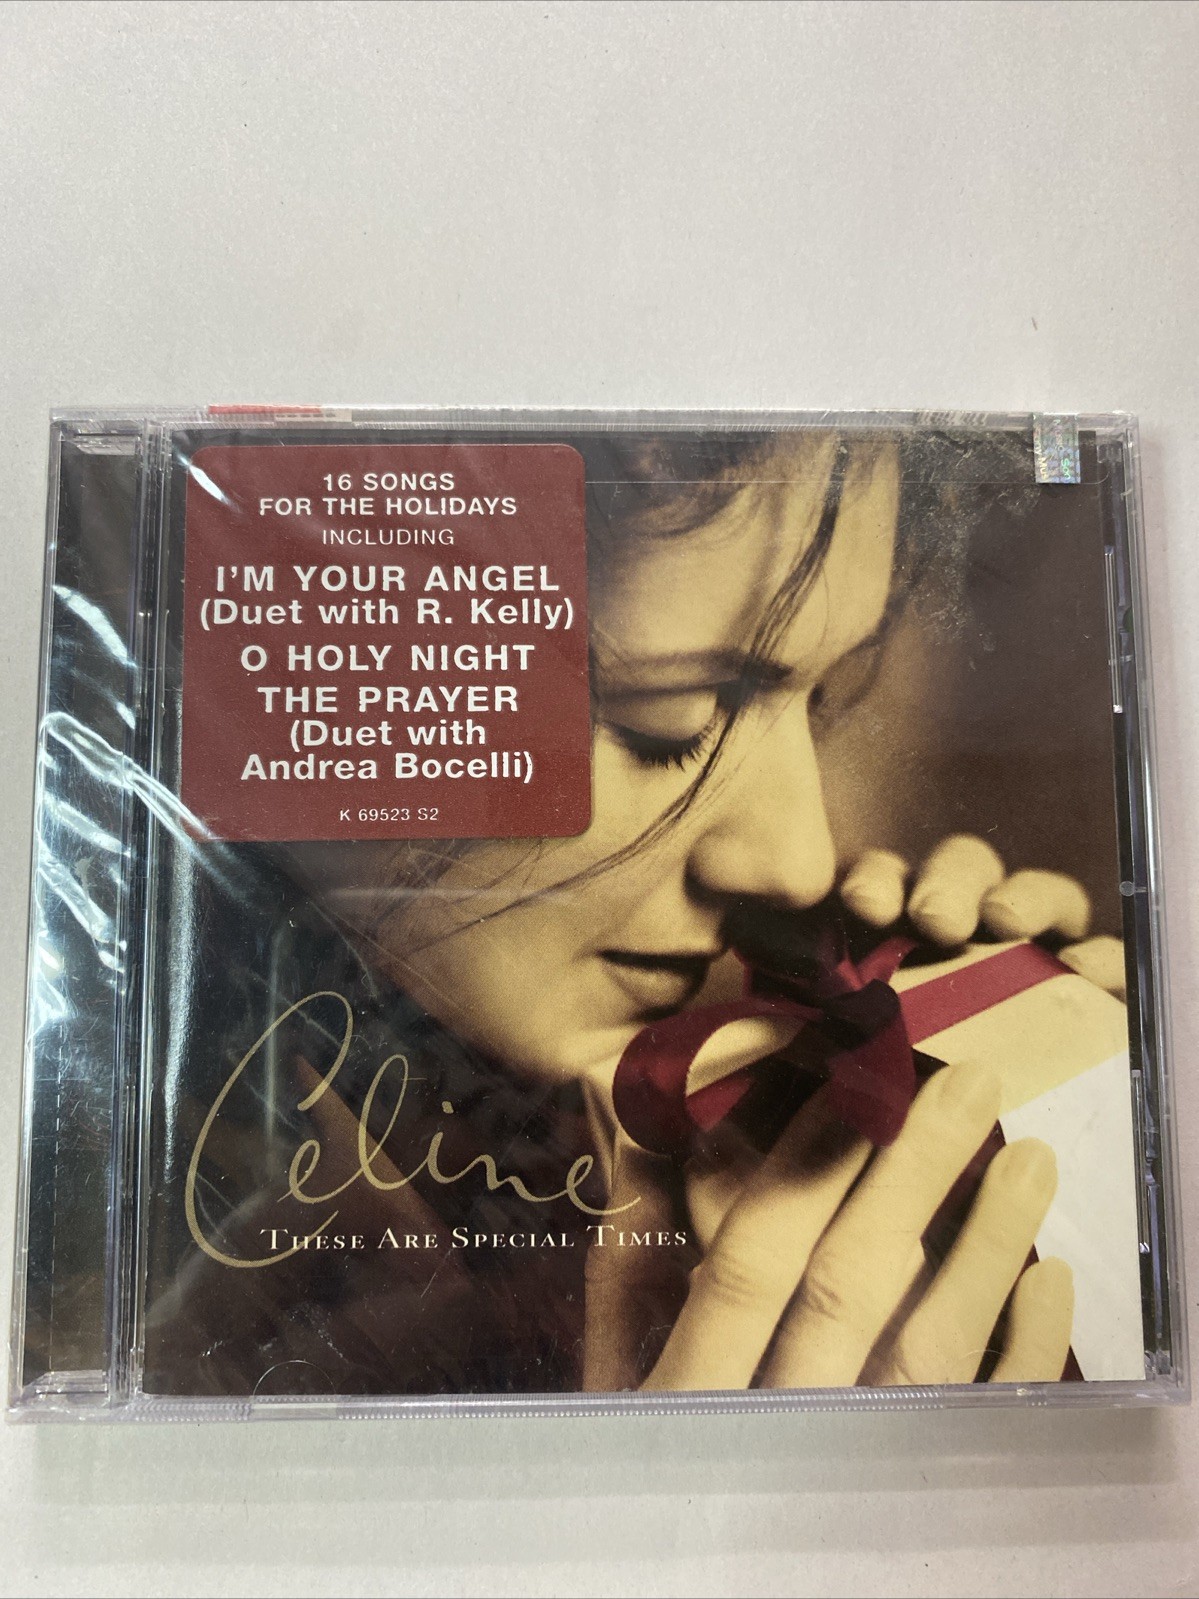 16 SONGS
FOR THE HOLIDAYS
INCLUDING
I'M YOUR ANGEL
(Duet with R. Kelly)
O HOLY NIGHT
THE PRAYER
(Duet with
Andrea Bocelli)
K 69523 S2
Celine
THESE ARE SPECIAL TIMES